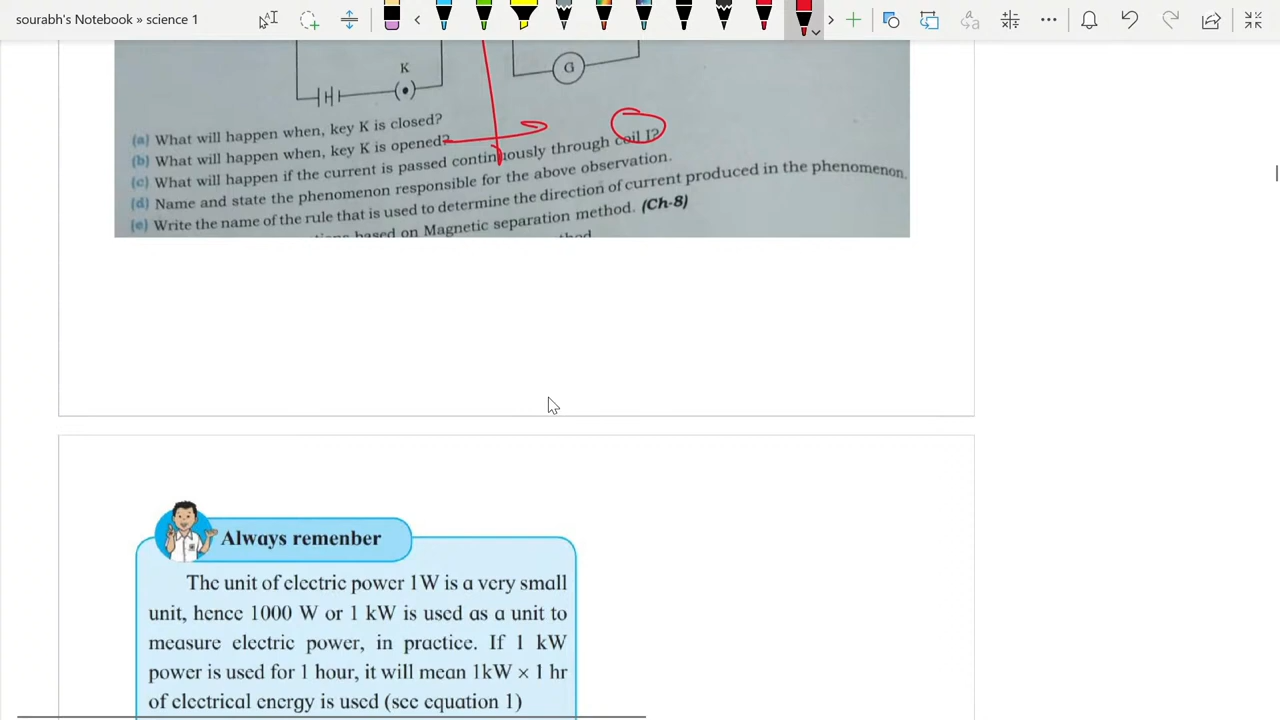 sourabh's Notebook » science 1
K
G
(a) What will happen when, key K is closed?
(b) What will happen when, key K is opened?
(c) What will happen if the current is passed continuously through coil I?
(d) Name and state the phenomenon responsible for the above observation.
(e) Write the name of the rule that is used to determine the direction of current produced in the phenomenon.
based on Magnetic separation method. (Ch-8)
Always remenber
The unit of electric power 1W is a very small
unit, hence 1000 W or 1 kW is used as a unit to
measure electric power, in practice. If 1 kW
power is used for 1 hour, it will mean 1kW × 1 hr
of electrical energy is used (see equation 1)